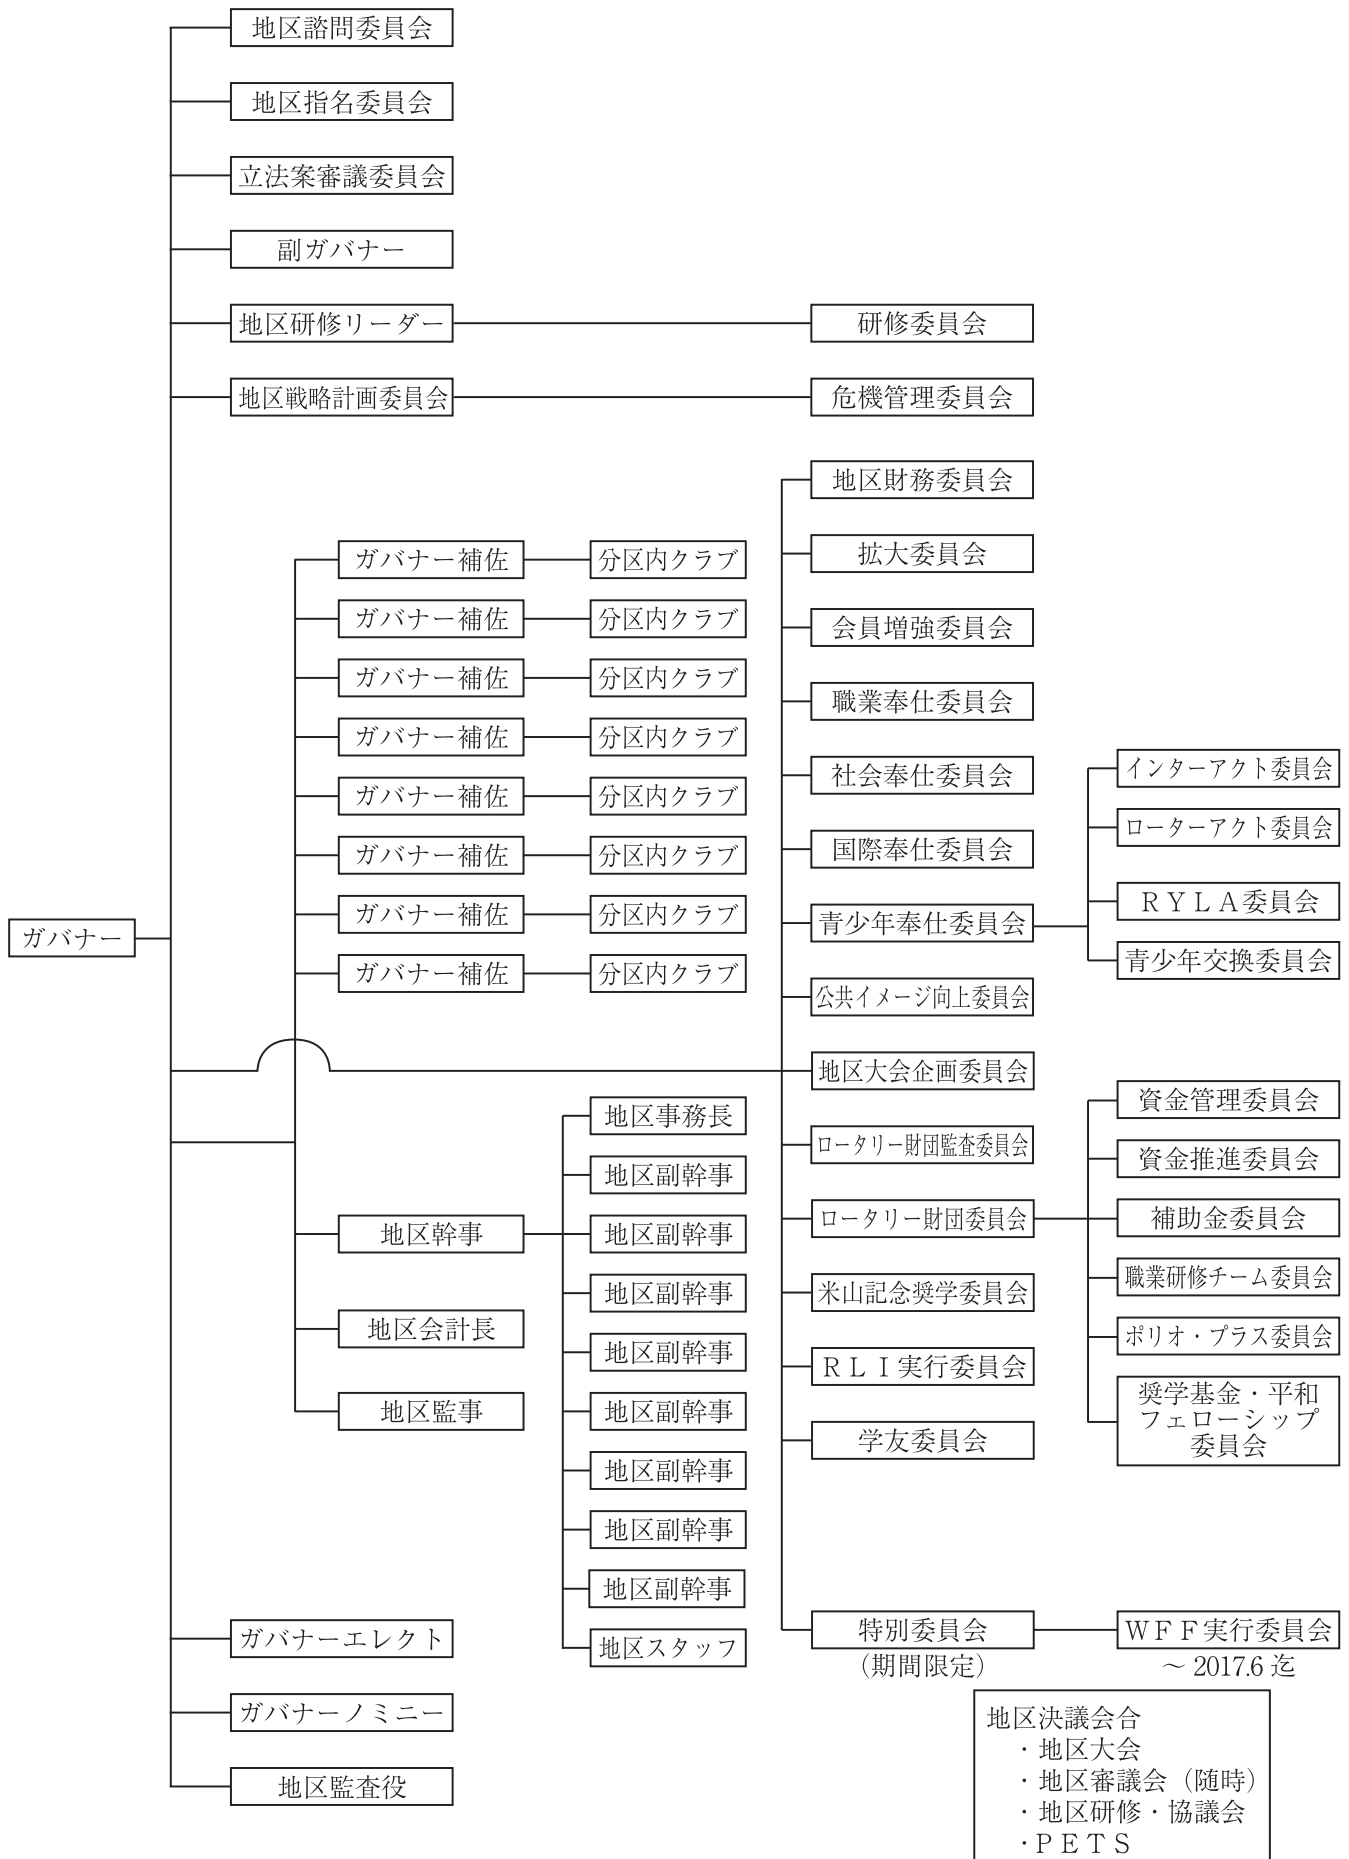 地区諮問委員会
地区指名委員会
立法案審議委員会
副ガバナー
地区研修リーダー
研修委員会
地区戦略計画委員会
危機管理委員会
ガバナー
ガバナー補佐
分区内クラブ
ガバナー補佐
分区内クラブ
ガバナー補佐
分区内クラブ
ガバナー補佐
分区内クラブ
ガバナー補佐
分区内クラブ
ガバナー補佐
分区内クラブ
ガバナー補佐
分区内クラブ
ガバナー補佐
分区内クラブ
地区幹事
地区会計長
地区監事
地区事務長
地区副幹事
地区副幹事
地区副幹事
地区副幹事
地区副幹事
地区副幹事
地区副幹事
地区副幹事
地区スタッフ
地区財務委員会
拡大委員会
会員増強委員会
職業奉仕委員会
社会奉仕委員会
国際奉仕委員会
青少年奉仕委員会
インターアクト委員会
ローターアクト委員会
ＲＹＬＡ委員会
青少年交換委員会
公共イメージ向上委員会
地区大会企画委員会
ロータリー財団監査委員会
ロータリー財団委員会
資金管理委員会
資金推進委員会
補助金委員会
職業研修チーム委員会
ポリオ・プラス委員会
奨学基金・平和
フェローシップ
委員会
米山記念奨学委員会
ＲＬＩ実行委員会
学友委員会
特別委員会
（期間限定）
ＷＦＦ実行委員会
～ 2017.6 迄
ガバナーエレクト
ガバナーノミニー
地区監査役
地区決議会合
・地区大会
・地区審議会（随時）
・地区研修・協議会
・ＰＥＴＳ